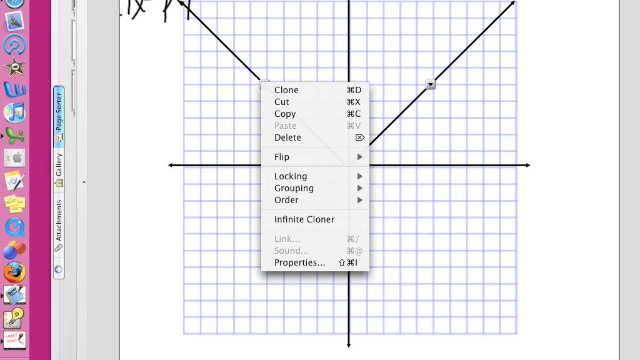 Clone ⌘D
Cut ⌘X
Copy ⌘C
Paste ⌘V
Delete ⌦
Flip
Locking
Grouping
Order
Infinite Cloner
Link... ⌘/
Sound... ⌘@
Properties... ⇧⌘I
Page Sorter
Gallery
Attachments